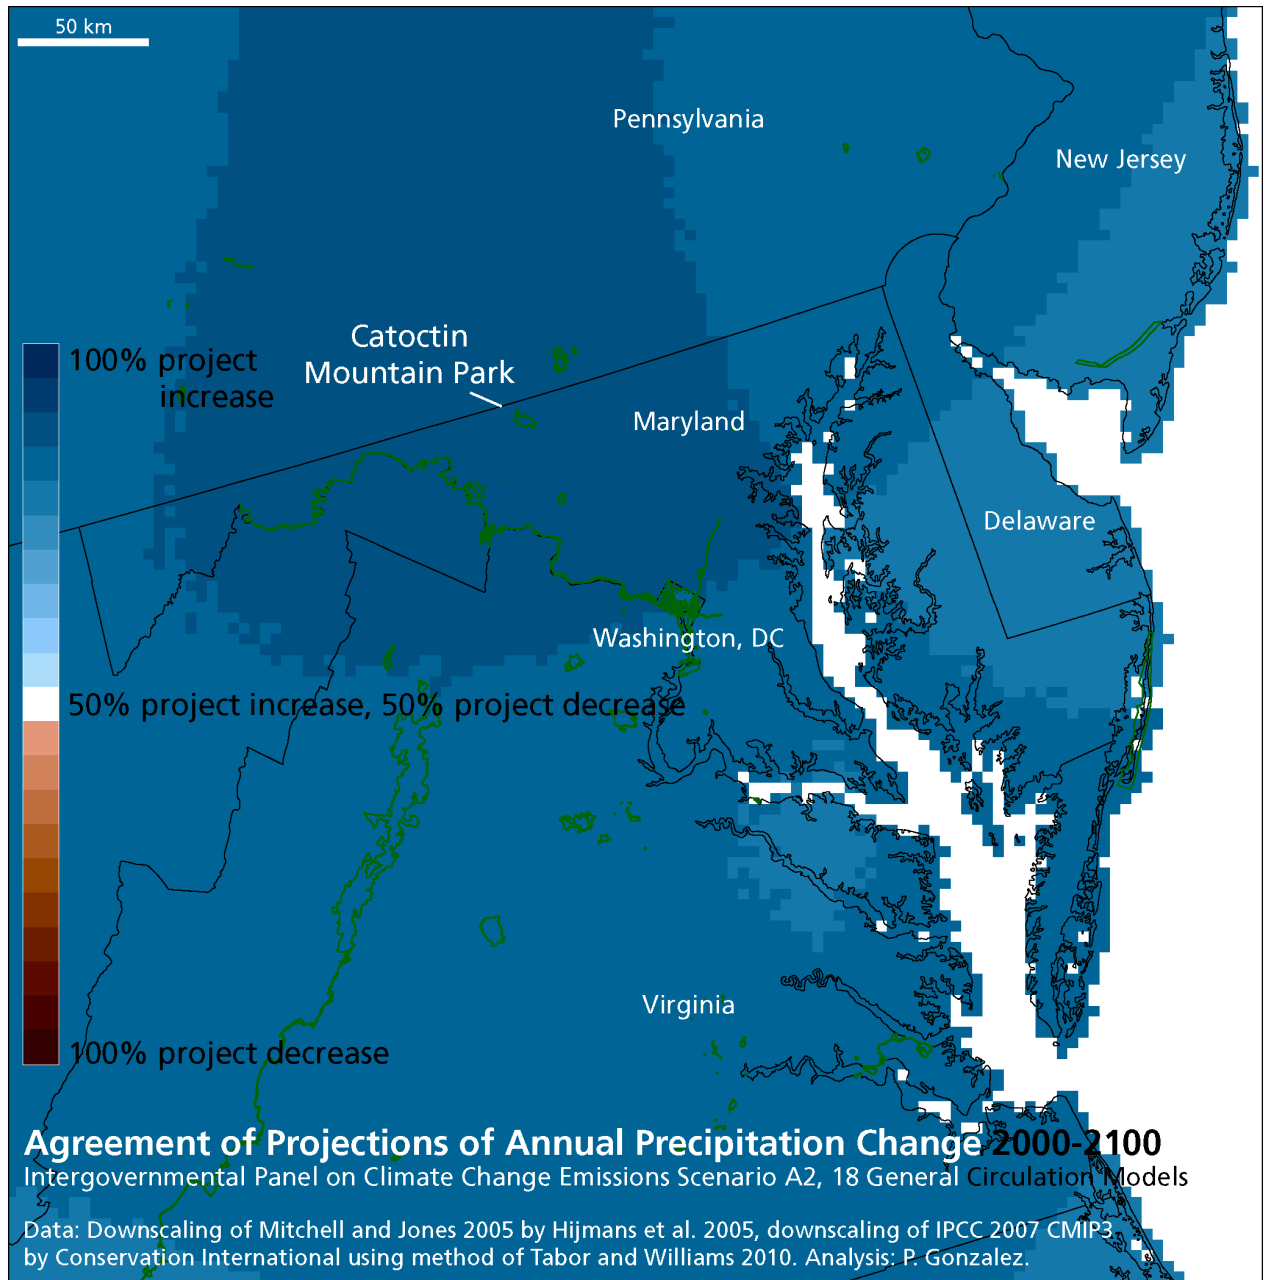 50 km
Pennsylvania
New Jersey
Catoctin
Mountain Park
100% project
increase
Maryland
Delaware
Washington, DC
50% project increase, 50% project decrease
Virginia
100% project decrease
Agreement of Projections of Annual Precipitation Change 2000-2100
Intergovernmental Panel on Climate Change Emissions Scenario A2, 18 General Circulation Models
Data: Downscaling of Mitchell and Jones 2005 by Hijmans et al. 2005, downscaling of IPCC 2007 CMIP3,
by Conservation International using method of Tabor and Williams 2010. Analysis: P. Gonzalez.